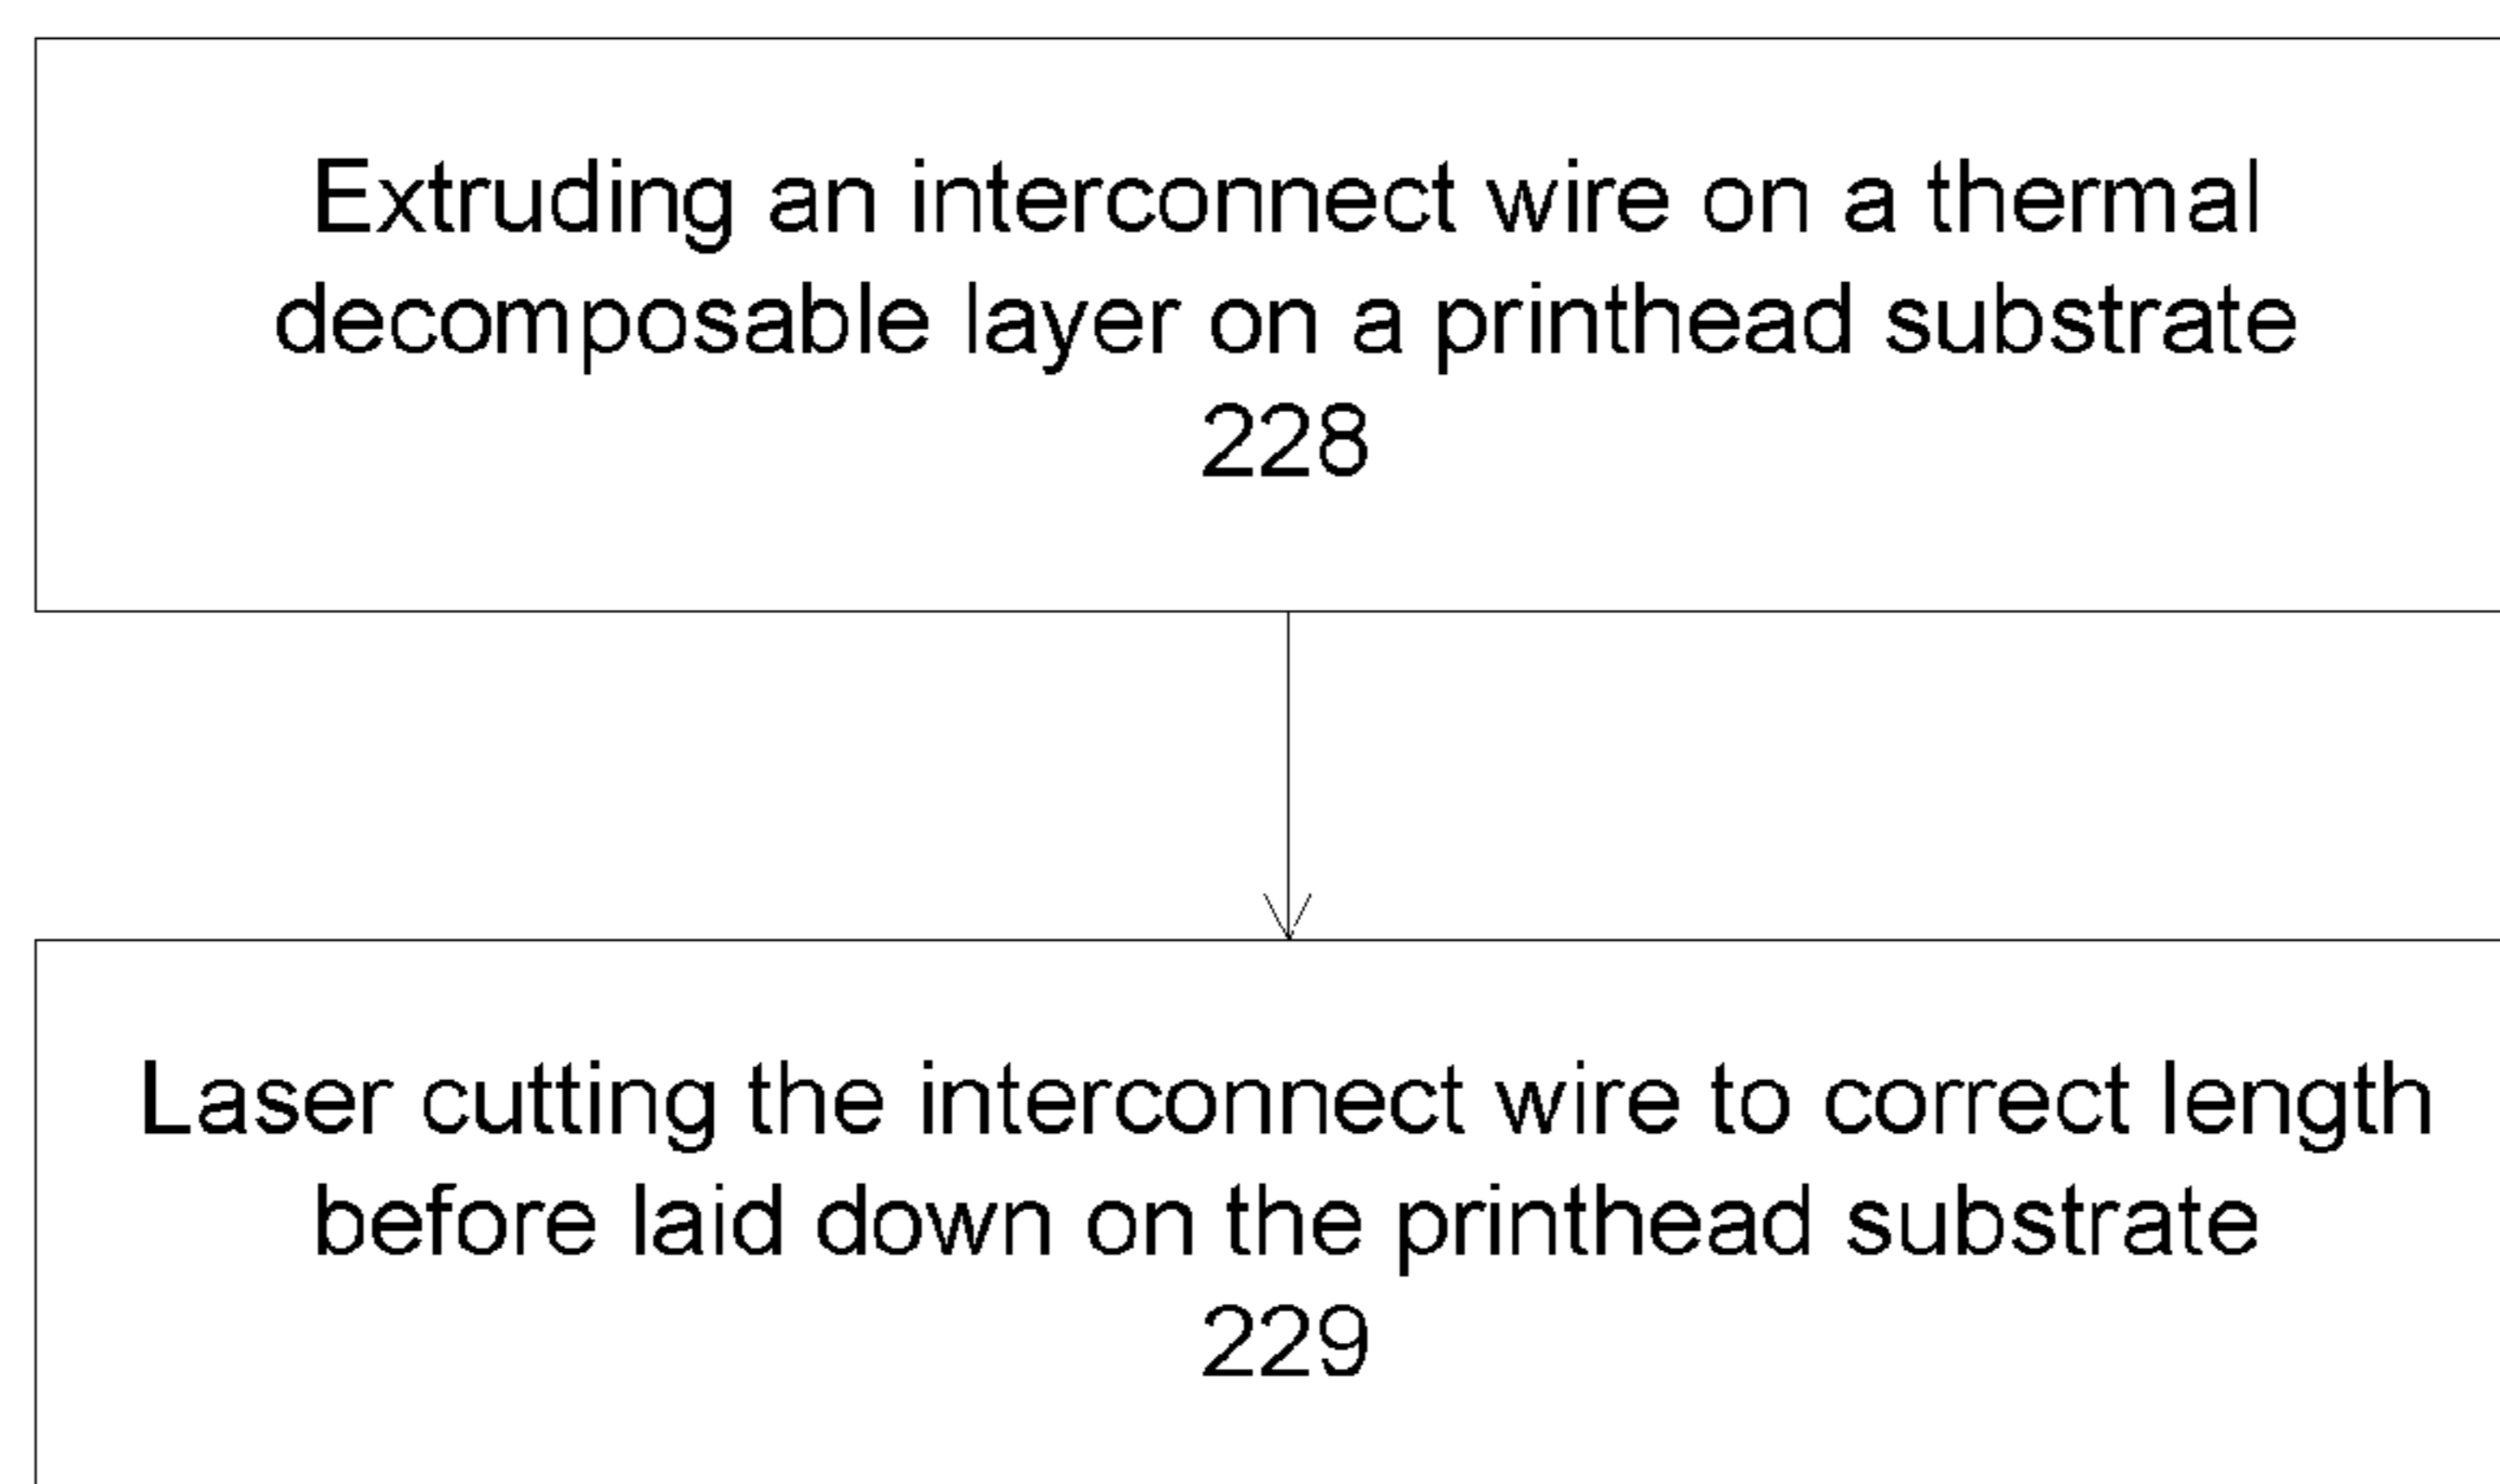 Extruding an interconnect wire on a thermal
decomposable layer on a printhead substrate
228
Laser cutting the interconnect wire to correct length
before laid down on the printhead substrate
229